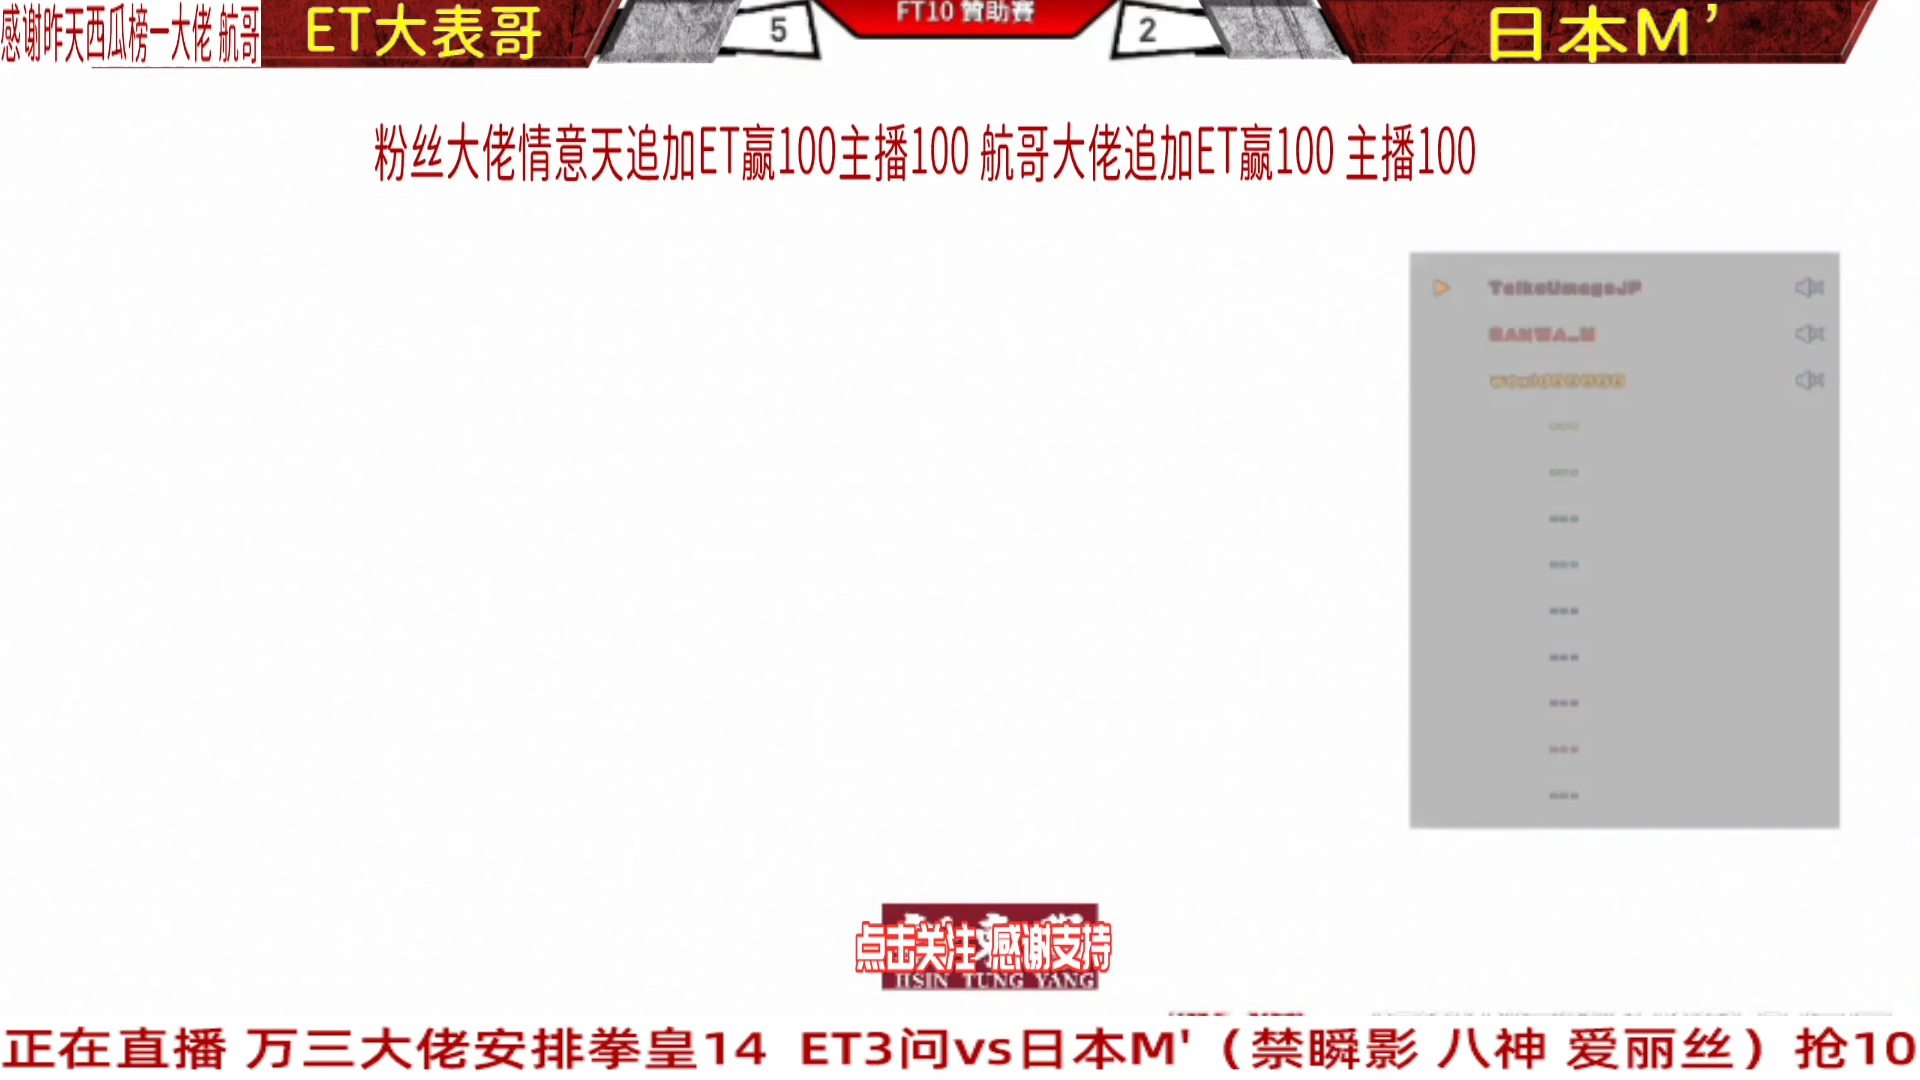 感谢昨天西瓜榜一大佬 航哥
ET大表哥
5
FT10 贊助賽
2
日本M’
粉丝大佬情意天追加ET赢100主播100 航哥大佬追加ET赢100 主播100
TaikaUmageJP
SANWA_M
点击关注 感谢支持
HSIN TUNG YANG
正在直播 万三大佬安排拳皇14 ET3问vs日本M'（禁瞬影 八神 爱丽丝）抢10